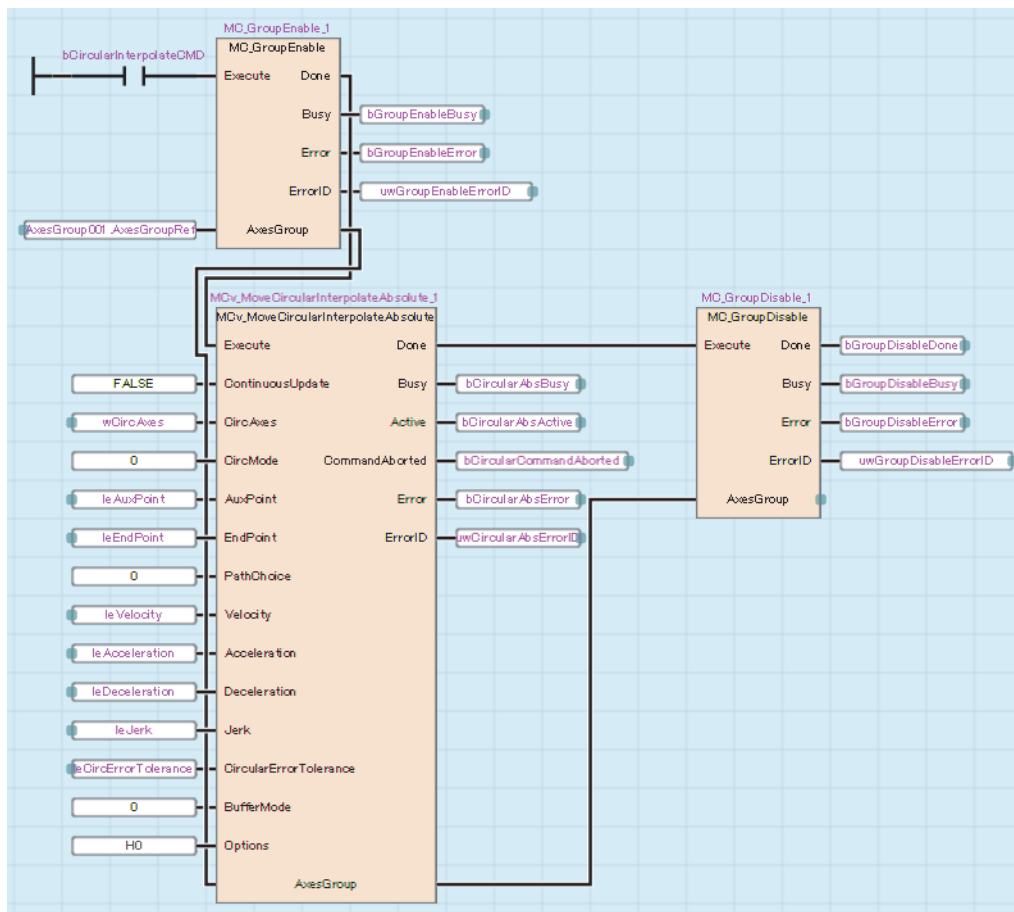 MC_GroupEnable_1
bCircularInterpolateCMD
MC_GroupEnable
Execute Done
Busy bGroupEnableBusy
Error bGroupEnableError
ErrorID uwGroupEnableErrorID
AxesGroup001.AxesGroupRef AxesGroup
MCv_MoveCircularInterpolateAbsolute_1 MC_GroupDisable_1
MCv_MoveCircularInterpolateAbsolute MC_GroupDisable
Execute Done Execute Done bGroupDisableDone
FALSE ContinuousUpdate Busy bCircularAbsBusy Busy bGroupDisableBusy
wCircAxes CircAxes Active bCircularAbsActive Error bGroupDisableError
0 CircMode CommandAborted bCircularCommandAborted ErrorID uwGroupDisableErrorID
leAuxPoint AuxPoint Error bCircularAbsError AxesGroup
leEndPoint EndPoint ErrorID uwCircularAbsErrorID
0 PathChoice
leVelocity Velocity
leAcceleration Acceleration
leDeceleration Deceleration
leJerk Jerk
leCircErrorTolerance CircularErrorTolerance
0 BufferMode
H0 Options
AxesGroup